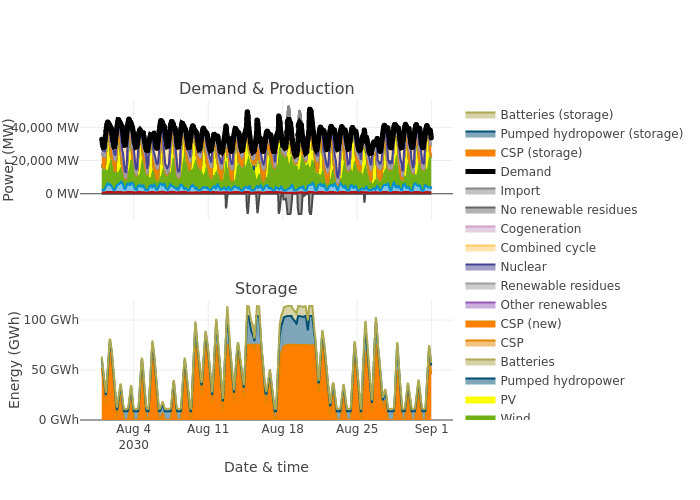 Demand & Production
Power (MW)
40,000 MW
20,000 MW
0 MW
Storage
Energy (GWh)
100 GWh
50 GWh
0 GWh
Aug 4
2030
Aug 11
Aug 18
Aug 25
Sep 1
Date & time
Batteries (storage)
Pumped hydropower (storage)
CSP (storage)
Demand
Import
No renewable residues
Cogeneration
Combined cycle
Nuclear
Renewable residues
Other renewables
CSP (new)
CSP
Batteries
Pumped hydropower
PV
Wind